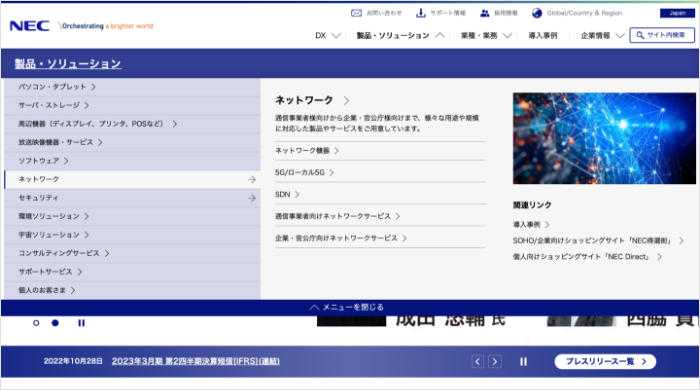 お問い合わせ サポート情報 採用情報 Global/Country & Region Japan
NEC \Orchestrating a brighter world
DX 製品・ソリューション 業種・業務 導入事例 企業情報 サイト内検索
製品・ソリューション
パソコン・タブレット
サーバ・ストレージ
周辺機器（ディスプレイ、プリンタ、POSなど）
放送映像機器・サービス
ソフトウェア
ネットワーク
セキュリティ
環境ソリューション
宇宙ソリューション
コンサルティングサービス
サポートサービス
個人のお客さま
ネットワーク
通信事業者様向けから企業・官公庁様向けまで、様々な用途や規模
に対応した製品やサービスをご用意しています。
ネットワーク機器
5G/ローカル5G
SDN
通信事業者向けネットワークサービス
企業・官公庁向けネットワークサービス
関連リンク
導入事例
SOHO/企業向けショッピングサイト「NEC得選街」
個人向けショッピングサイト「NEC Direct」
メニューを閉じる
成田 悠輔 氏
2022年10月28日 2023年3月期 第2四半期決算短信[IFRS](連結) プレスリリース一覧